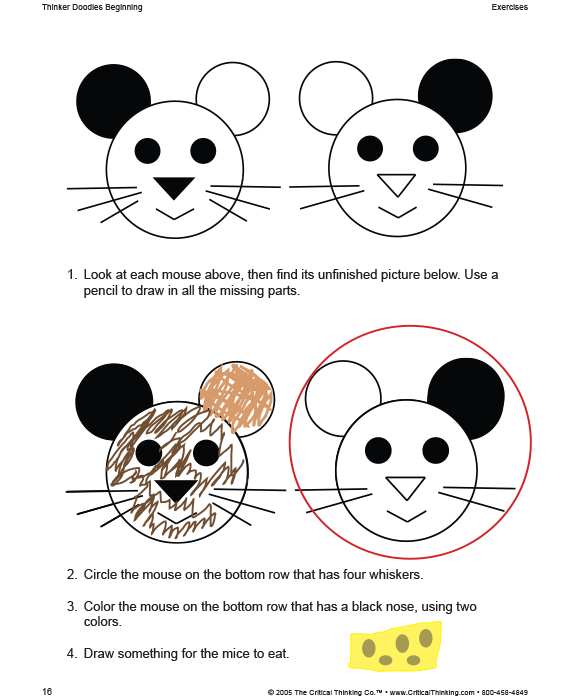 Thinker Doodles Beginning
Exercises
1. Look at each mouse above, then find its unfinished picture below. Use a
pencil to draw in all the missing parts.
2. Circle the mouse on the bottom row that has four whiskers.
3. Color the mouse on the bottom row that has a black nose, using two
colors.
4. Draw something for the mice to eat.
16
© 2005 The Critical Thinking Co.™ • www.CriticalThinking.com • 800-458-4849